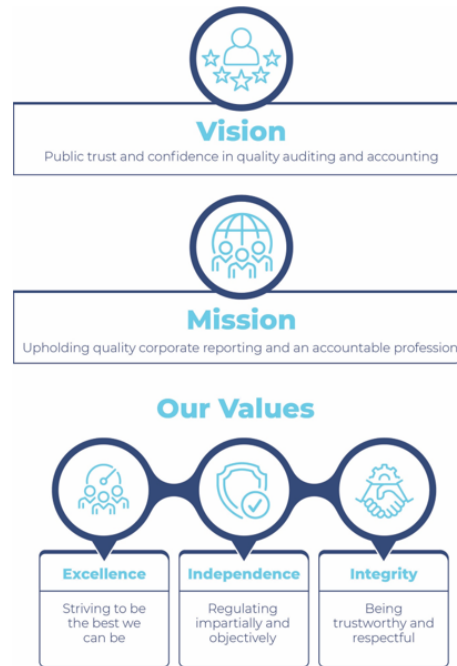 Vision
Public trust and confidence in quality auditing and accounting
Mission
Upholding quality corporate reporting and an accountable profession
Our Values
Excellence
Striving to be
the best we
can be
Independence
Regulating
impartially and
objectively
Integrity
Being
trustworthy and
respectful